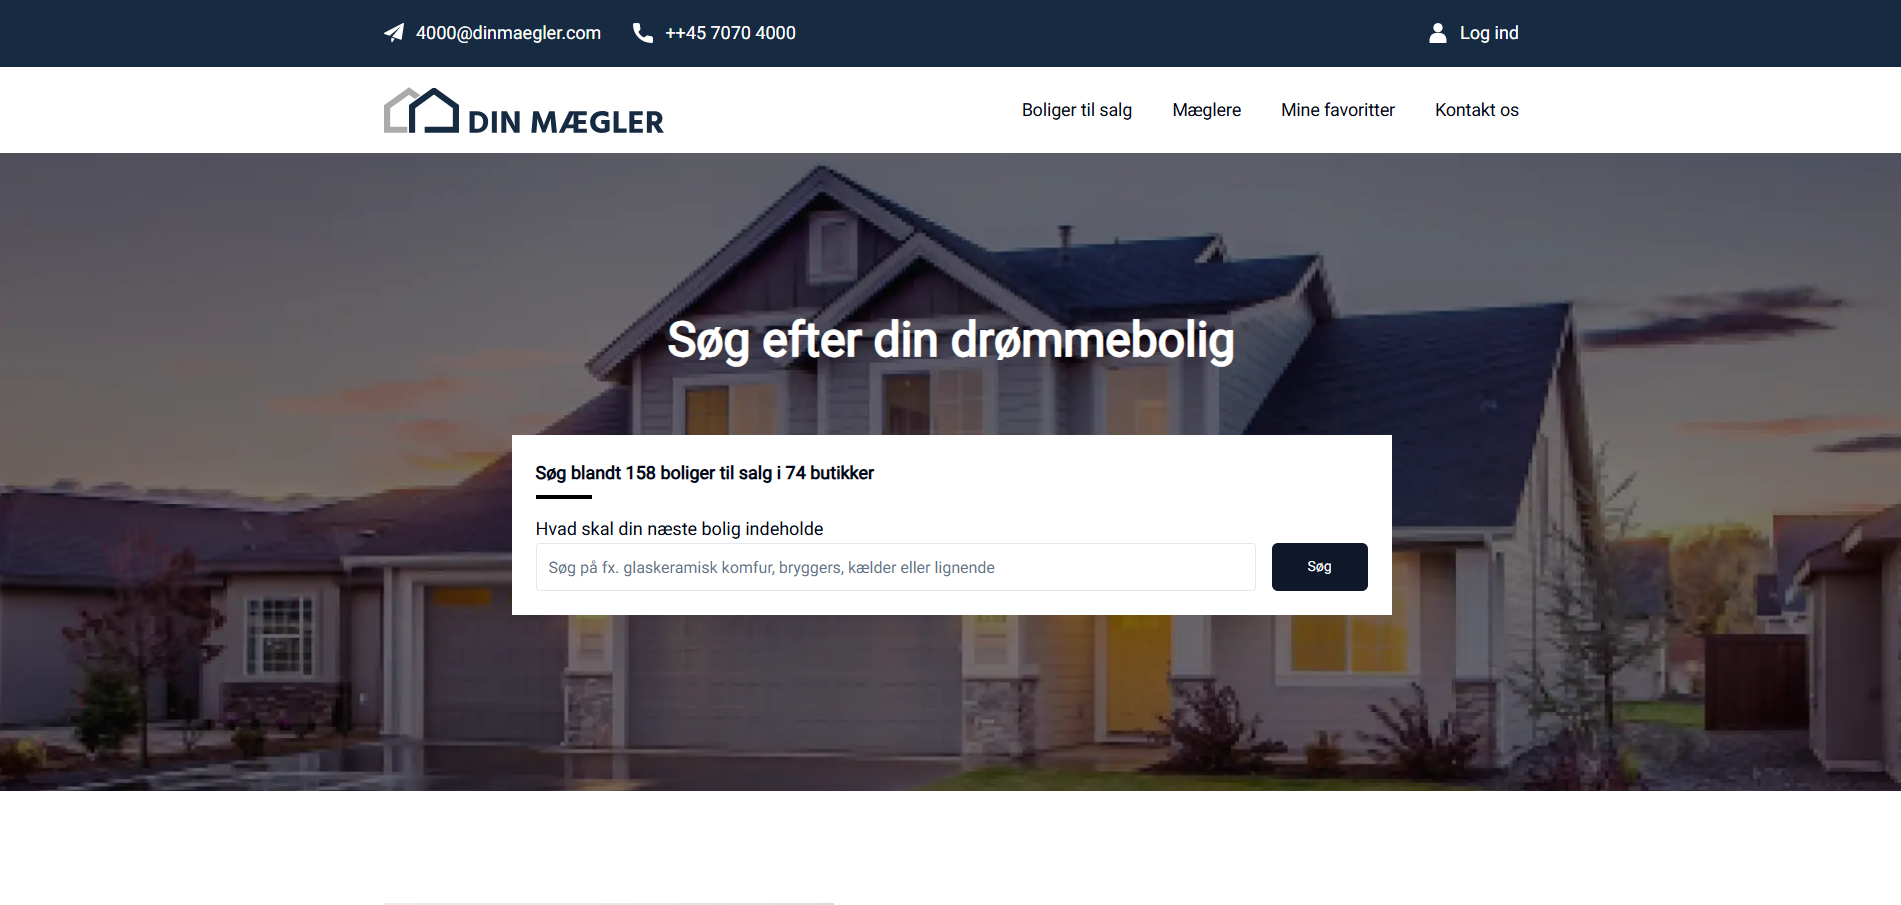 4000@dinmaegler.com
++45 7070 4000
Log ind
DIN MÆGLER
Boliger til salg
Mæglere
Mine favoritter
Kontakt os
Søg efter din drømmebolig
Søg blandt 158 boliger til salg i 74 butikker
Hvad skal din næste bolig indeholde
Søg på fx. glaskeramisk komfur, bryggers, kælder eller lignende
Søg